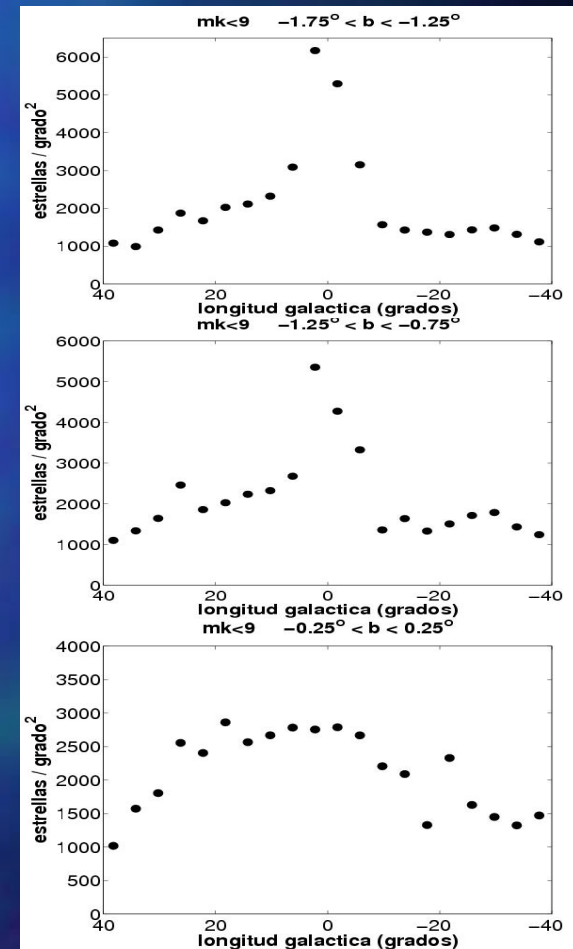 mk<9 −1.75° < b < −1.25°
6000
5000
4000
3000
2000
1000
0
estrellas / grado²
40 20 0 −20 −40
longitud galactica (grados)
mk<9 −1.25° < b < −0.75°
6000
5000
4000
3000
2000
1000
0
estrellas / grado²
40 20 0 −20 −40
longitud galactica (grados)
mk<9 −0.25° < b < 0.25°
4000
3500
3000
2500
2000
1500
1000
500
0
estrellas / grado²
40 20 0 −20 −40
longitud galactica (grados)